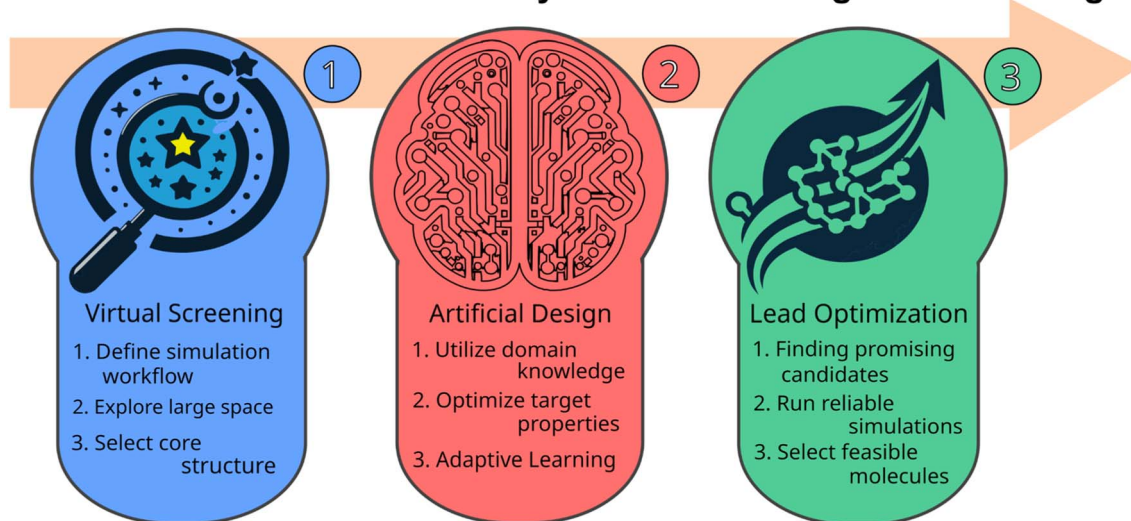 1
2
3
Virtual Screening
1. Define simulation
workflow
2. Explore large space
3. Select core
structure
Artificial Design
1. Utilize domain
knowledge
2. Optimize target
properties
3. Adaptive Learning
Lead Optimization
1. Finding promising
candidates
2. Run reliable
simulations
3. Select feasible
molecules